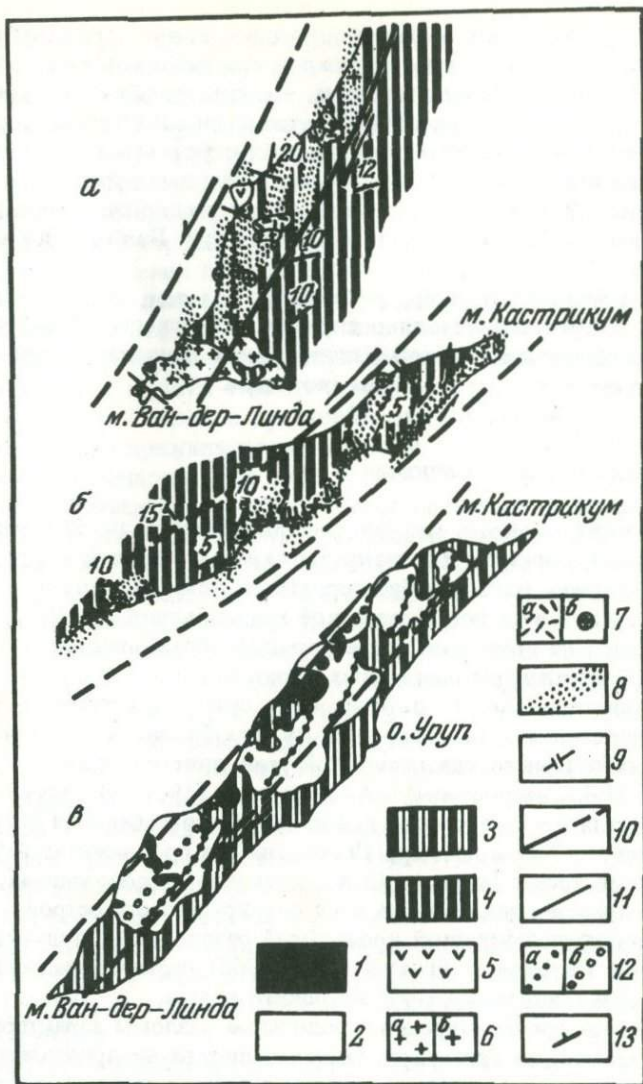 а
20
12
10
10
м. Ван-дер-Линда
м. Кастрикум
б
5
10
15
5
10
м. Кастрикум
о. Уруп
в
м. Ван-дер-Линда
а б 7
8
9
3 10
4 11
1 5 а б 12
2 а б 6 13